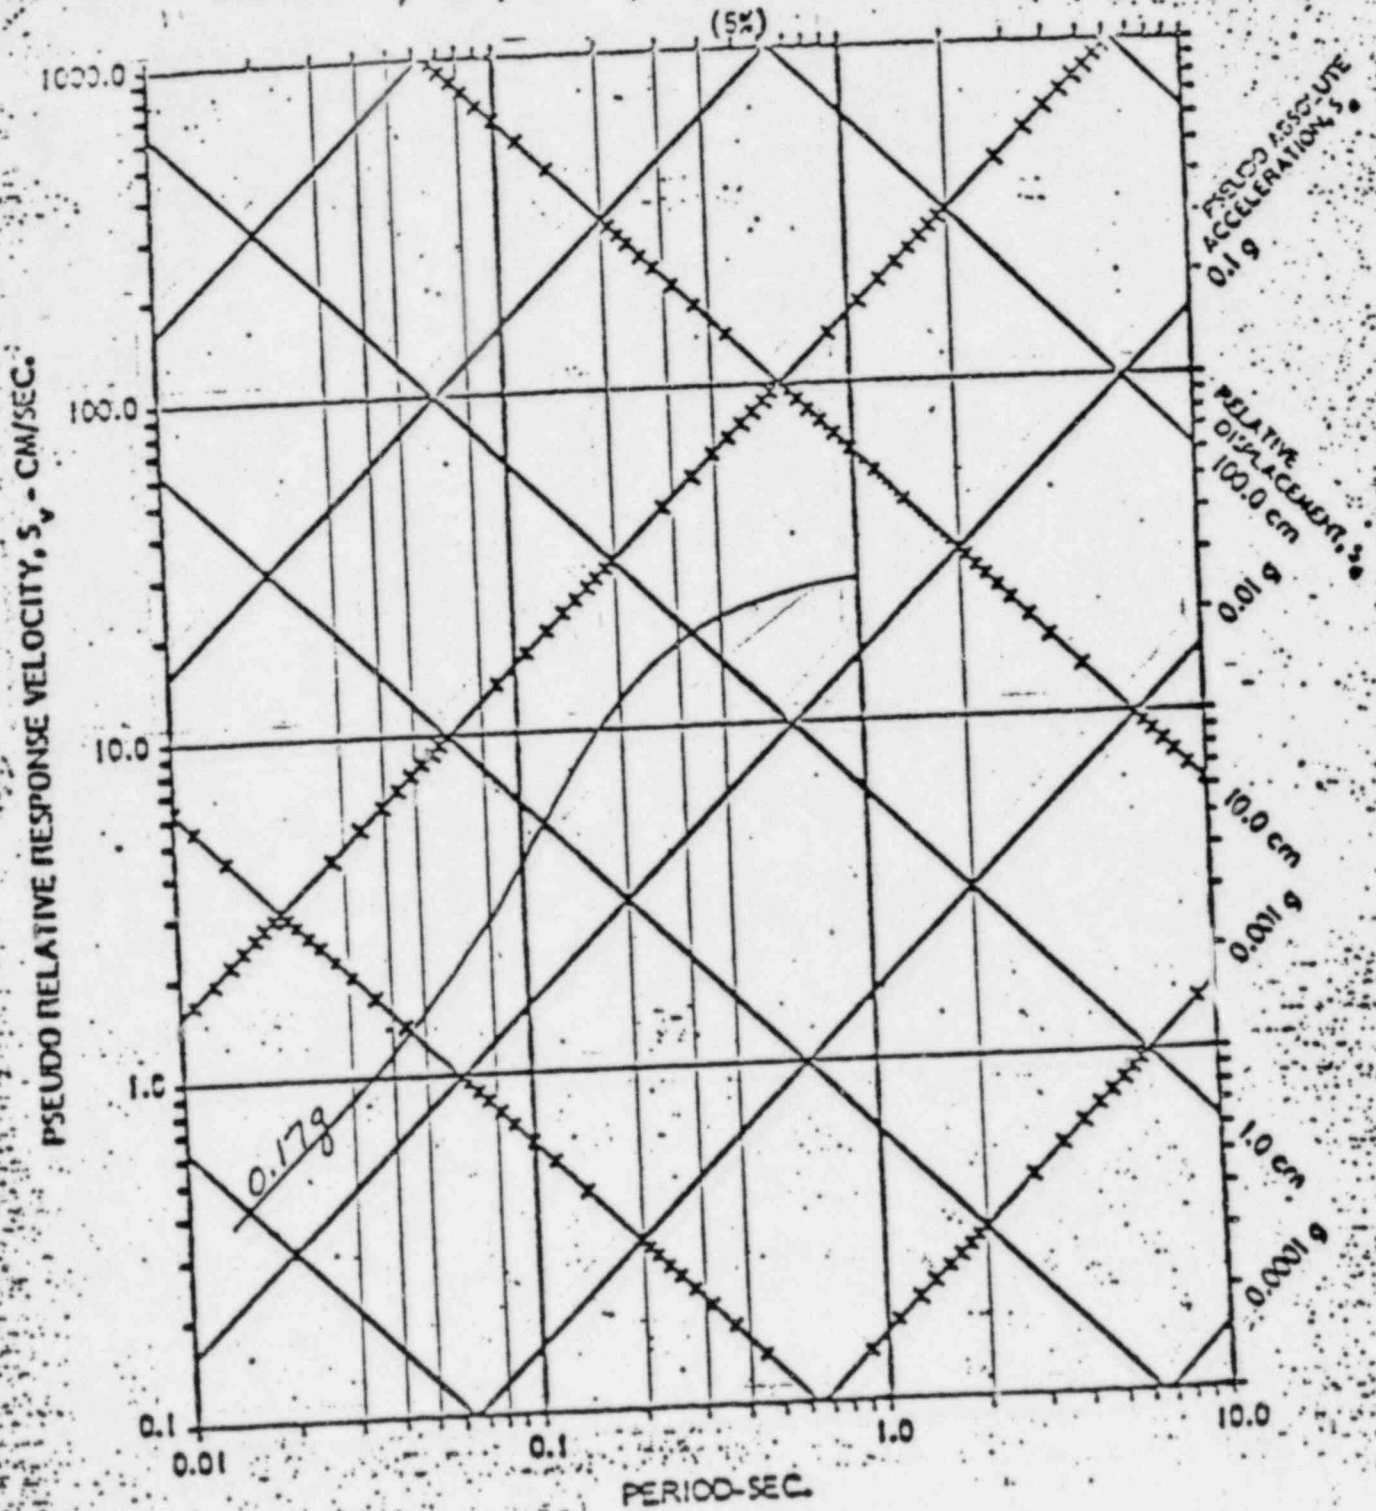 (5%)
1000.0
100.0
10.0
1.0
0.1
PSEUDO RELATIVE RESPONSE VELOCITY, Sv - CM/SEC.
0.01
0.1
1.0
10.0
PERIOD-SEC.
PSEUDO ABSOLUTE
ACCELERATION, S
0.1 g
RELATIVE
DISPLACEMENT, S
100.0 cm
0.01 g
10.0 cm
0.001 g
1.0 cm
0.0001 g
0.17g